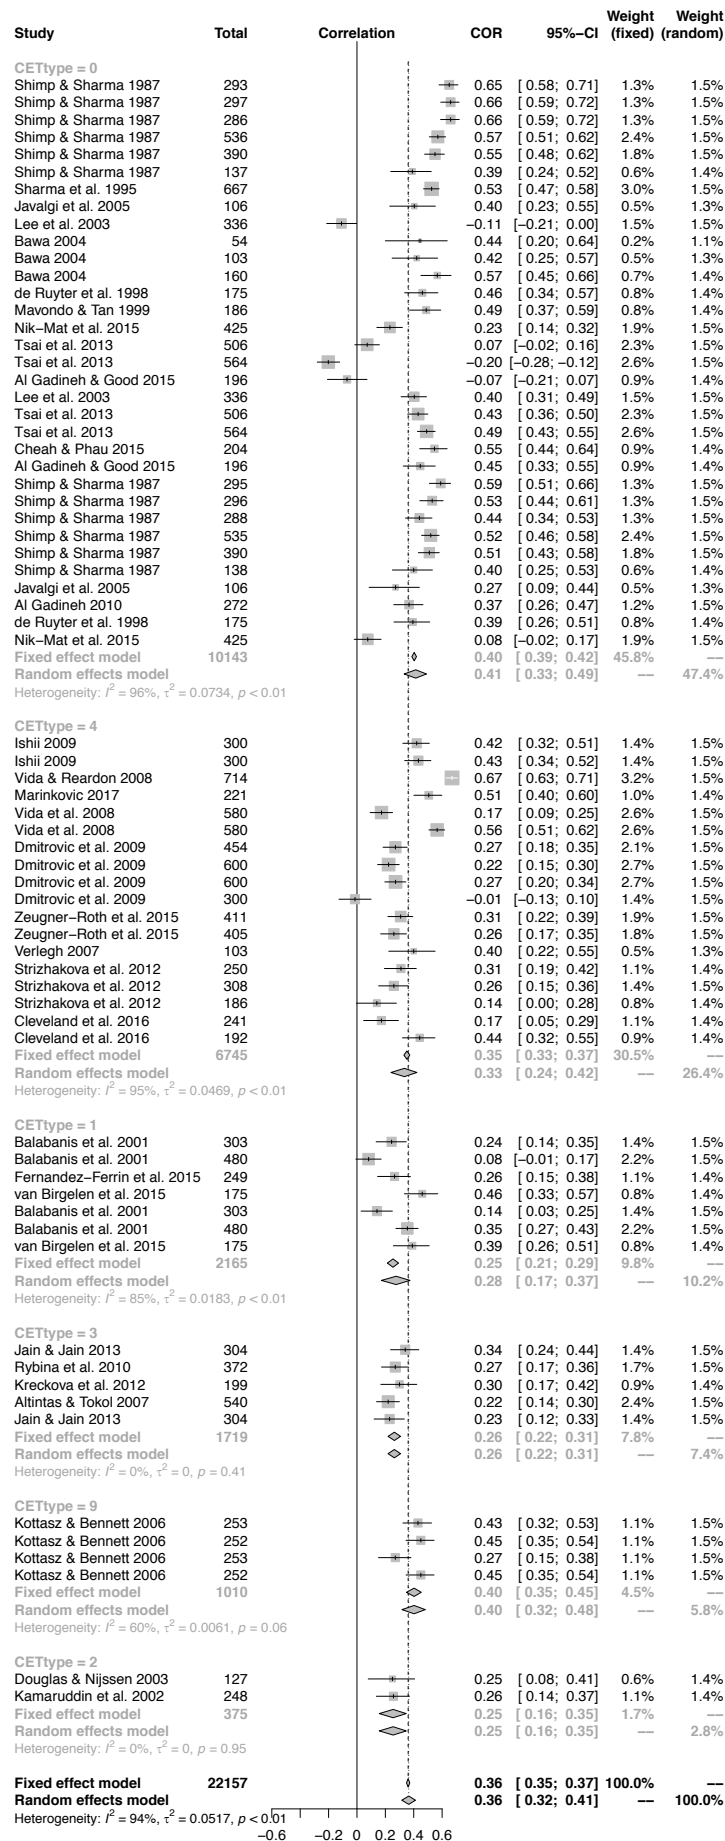 Weight Weight
Study Total Correlation COR 95%−CI (fixed) (random)
CETtype = 0
Shimp & Sharma 1987 293 0.65 [ 0.58; 0.71] 1.3% 1.5%
Shimp & Sharma 1987 297 0.66 [ 0.59; 0.72] 1.3% 1.5%
Shimp & Sharma 1987 286 0.66 [ 0.59; 0.72] 1.3% 1.5%
Shimp & Sharma 1987 536 0.57 [ 0.51; 0.62] 2.4% 1.5%
Shimp & Sharma 1987 390 0.55 [ 0.48; 0.62] 1.8% 1.5%
Shimp & Sharma 1987 137 0.39 [ 0.24; 0.52] 0.6% 1.4%
Sharma et al. 1995 667 0.53 [ 0.47; 0.58] 3.0% 1.5%
Javalgi et al. 2005 106 0.40 [ 0.23; 0.55] 0.5% 1.3%
Lee et al. 2003 336 −0.11 [−0.21; 0.00] 1.5% 1.5%
Bawa 2004 54 0.44 [ 0.20; 0.64] 0.2% 1.1%
Bawa 2004 103 0.42 [ 0.25; 0.57] 0.5% 1.3%
Bawa 2004 160 0.57 [ 0.45; 0.66] 0.7% 1.4%
de Ruyter et al. 1998 175 0.46 [ 0.34; 0.57] 0.8% 1.4%
Mavondo & Tan 1999 186 0.49 [ 0.37; 0.59] 0.8% 1.4%
Nik−Mat et al. 2015 425 0.23 [ 0.14; 0.32] 1.9% 1.5%
Tsai et al. 2013 506 0.07 [−0.02; 0.16] 2.3% 1.5%
Tsai et al. 2013 564 −0.20 [−0.28; −0.12] 2.6% 1.5%
Al Gadineh & Good 2015 196 −0.07 [−0.21; 0.07] 0.9% 1.4%
Lee et al. 2003 336 0.40 [ 0.31; 0.49] 1.5% 1.5%
Tsai et al. 2013 506 0.43 [ 0.36; 0.50] 2.3% 1.5%
Tsai et al. 2013 564 0.49 [ 0.43; 0.55] 2.6% 1.5%
Cheah & Phau 2015 204 0.55 [ 0.44; 0.64] 0.9% 1.4%
Al Gadineh & Good 2015 196 0.45 [ 0.33; 0.55] 0.9% 1.4%
Shimp & Sharma 1987 295 0.59 [ 0.51; 0.66] 1.3% 1.5%
Shimp & Sharma 1987 296 0.53 [ 0.44; 0.61] 1.3% 1.5%
Shimp & Sharma 1987 288 0.44 [ 0.34; 0.53] 1.3% 1.5%
Shimp & Sharma 1987 535 0.52 [ 0.46; 0.58] 2.4% 1.5%
Shimp & Sharma 1987 390 0.51 [ 0.43; 0.58] 1.8% 1.5%
Shimp & Sharma 1987 138 0.40 [ 0.25; 0.53] 0.6% 1.4%
Javalgi et al. 2005 106 0.27 [ 0.09; 0.44] 0.5% 1.3%
Al Gadineh 2010 272 0.37 [ 0.26; 0.47] 1.2% 1.5%
de Ruyter et al. 1998 175 0.39 [ 0.26; 0.51] 0.8% 1.4%
Nik−Mat et al. 2015 425 0.08 [ −0.02; 0.17] 1.9% 1.5%
Fixed effect model 10143 0.40 [ 0.39; 0.42] 45.8% −−
Random effects model 0.41 [ 0.33; 0.49] −− 47.4%
Heterogeneity: I² = 96%, τ² = 0.0734, p < 0.01
CETtype = 4
Ishii 2009 300 0.42 [ 0.32; 0.51] 1.4% 1.5%
Ishii 2009 300 0.43 [ 0.34; 0.52] 1.4% 1.5%
Vida & Reardon 2008 714 0.67 [ 0.63; 0.71] 3.2% 1.5%
Marinkovic 2017 221 0.51 [ 0.40; 0.60] 1.0% 1.4%
Vida et al. 2008 580 0.17 [ 0.09; 0.25] 2.6% 1.5%
Vida et al. 2008 580 0.56 [ 0.51; 0.62] 2.6% 1.5%
Dmitrovic et al. 2009 454 0.27 [ 0.18; 0.35] 2.1% 1.5%
Dmitrovic et al. 2009 600 0.22 [ 0.15; 0.30] 2.7% 1.5%
Dmitrovic et al. 2009 600 0.27 [ 0.20; 0.34] 2.7% 1.5%
Dmitrovic et al. 2009 300 −0.01 [−0.13; 0.10] 1.4% 1.5%
Zeugner−Roth et al. 2015 411 0.31 [ 0.22; 0.39] 1.9% 1.5%
Zeugner−Roth et al. 2015 405 0.26 [ 0.17; 0.35] 1.8% 1.5%
Verlegh 2007 103 0.40 [ 0.22; 0.55] 0.5% 1.3%
Strizhakova et al. 2012 250 0.31 [ 0.19; 0.42] 1.1% 1.4%
Strizhakova et al. 2012 308 0.26 [ 0.15; 0.36] 1.4% 1.5%
Strizhakova et al. 2012 186 0.14 [ 0.00; 0.28] 0.8% 1.4%
Cleveland et al. 2016 241 0.17 [ 0.05; 0.29] 1.1% 1.4%
Cleveland et al. 2016 192 0.44 [ 0.32; 0.55] 0.9% 1.4%
Fixed effect model 6745 0.35 [ 0.33; 0.37] 30.5% −−
Random effects model 0.33 [ 0.24; 0.42] −− 26.4%
Heterogeneity: I² = 95%, τ² = 0.0469, p < 0.01
CETtype = 1
Balabanis et al. 2001 303 0.24 [ 0.14; 0.35] 1.4% 1.5%
Balabanis et al. 2001 480 0.08 [−0.01; 0.17] 2.2% 1.5%
Fernandez−Ferrin et al. 2015 249 0.26 [ 0.15; 0.38] 1.1% 1.4%
van Birgelen et al. 2015 175 0.46 [ 0.33; 0.57] 0.8% 1.4%
Balabanis et al. 2001 303 0.14 [ 0.03; 0.25] 1.4% 1.5%
Balabanis et al. 2001 480 0.35 [ 0.27; 0.43] 2.2% 1.5%
van Birgelen et al. 2015 175 0.39 [ 0.26; 0.51] 0.8% 1.4%
Fixed effect model 2165 0.25 [ 0.21; 0.29] 9.8% −−
Random effects model 0.28 [ 0.17; 0.37] −− 10.2%
Heterogeneity: I² = 85%, τ² = 0.0183, p < 0.01
CETtype = 3
Jain & Jain 2013 304 0.34 [ 0.24; 0.44] 1.4% 1.5%
Rybina et al. 2010 372 0.27 [ 0.17; 0.36] 1.7% 1.5%
Kreckova et al. 2012 199 0.30 [ 0.17; 0.42] 0.9% 1.4%
Altintas & Tokol 2007 540 0.22 [ 0.14; 0.30] 2.4% 1.5%
Jain & Jain 2013 304 0.23 [ 0.12; 0.33] 1.4% 1.5%
Fixed effect model 1719 0.26 [ 0.22; 0.31] 7.8% −−
Random effects model 0.26 [ 0.22; 0.31] −− 7.4%
Heterogeneity: I² = 0%, τ² = 0, p = 0.41
CETtype = 9
Kottasz & Bennett 2006 253 0.43 [ 0.32; 0.53] 1.1% 1.5%
Kottasz & Bennett 2006 252 0.45 [ 0.35; 0.54] 1.1% 1.5%
Kottasz & Bennett 2006 253 0.27 [ 0.15; 0.38] 1.1% 1.5%
Kottasz & Bennett 2006 252 0.45 [ 0.35; 0.54] 1.1% 1.5%
Fixed effect model 1010 0.40 [ 0.35; 0.45] 4.5% −−
Random effects model 0.40 [ 0.32; 0.48] −− 5.8%
Heterogeneity: I² = 60%, τ² = 0.0061, p = 0.06
CETtype = 2
Douglas & Nijssen 2003 127 0.25 [ 0.08; 0.41] 0.6% 1.4%
Kamaruddin et al. 2002 248 0.26 [ 0.14; 0.37] 1.1% 1.4%
Fixed effect model 375 0.25 [ 0.16; 0.35] 1.7% −−
Random effects model 0.25 [ 0.16; 0.35] −− 2.8%
Heterogeneity: I² = 0%, τ² = 0, p = 0.95
Fixed effect model 22157 0.36 [ 0.35; 0.37] 100.0% −−
Random effects model 0.36 [ 0.32; 0.41] −− 100.0%
Heterogeneity: I² = 94%, τ² = 0.0517, p < 0.01
−0.6 −0.2 0 0.2 0.4 0.6